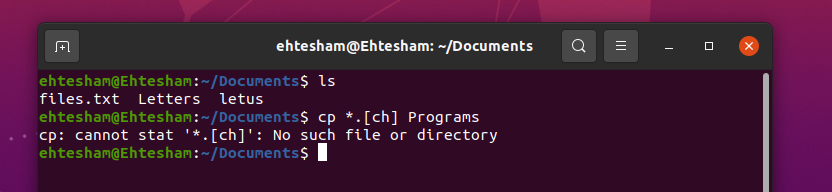 ehtesham@Ehtesham: ~/Documents
ehtesham@Ehtesham:~/Documents$ ls
files.txt  Letters  letus
ehtesham@Ehtesham:~/Documents$ cp *.[ch] Programs
cp: cannot stat '*.[ch]': No such file or directory
ehtesham@Ehtesham:~/Documents$